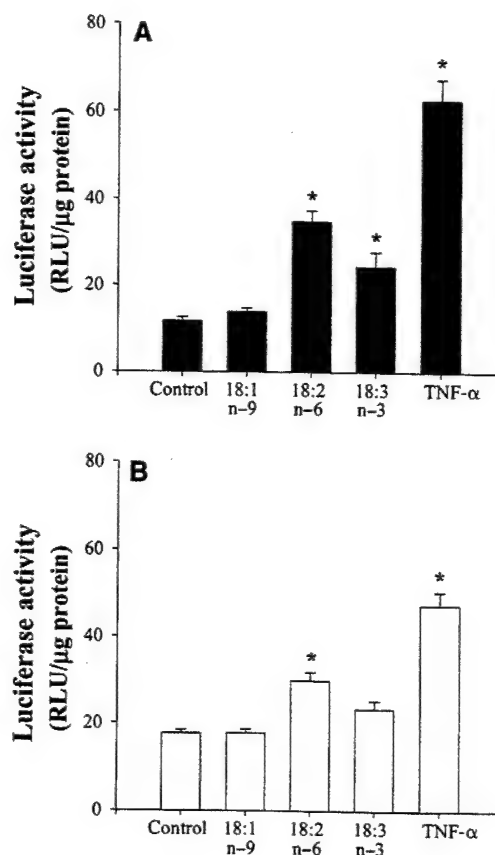 A
80
60
40
20
0
Luciferase activity
(RLU/μg protein)
*
*
*
Control 18:1 18:2 18:3 TNF-α
n-9 n-6 n-3
B
80
60
40
20
0
Luciferase activity
(RLU/μg protein)
*
*
Control 18:1 18:2 18:3 TNF-α
n-9 n-6 n-3